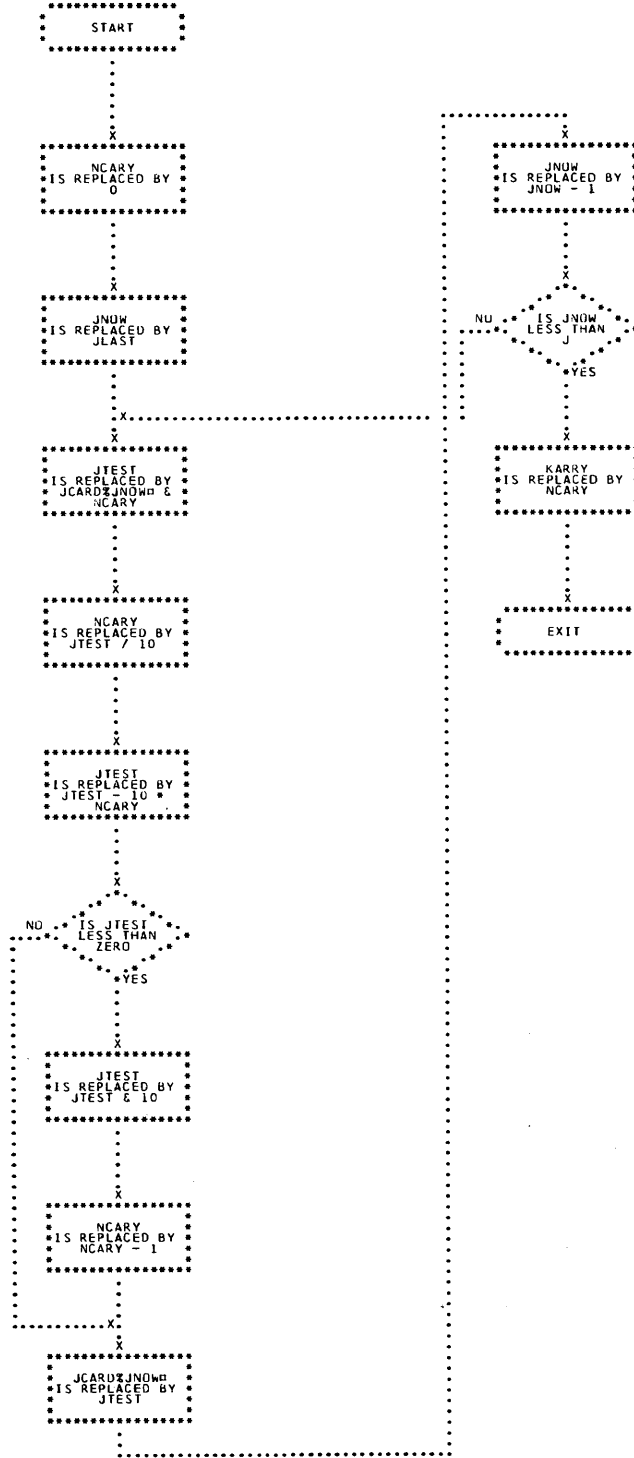 START
NCARY
IS REPLACED BY
0
JNOW
IS REPLACED BY
JLAST
JTEST
IS REPLACED BY
JCARD%JNOW¤ &
NCARY
NCARY
IS REPLACED BY
JTEST / 10
JTEST
IS REPLACED BY
JTEST - 10 *
NCARY
NO
IS JTEST
LESS THAN
ZERO
YES
JTEST
IS REPLACED BY
JTEST & 10
NCARY
IS REPLACED BY
NCARY - 1
JCARD%JNOW¤
IS REPLACED BY
JTEST
JNOW
IS REPLACED BY
JNOW - 1
NO
IS JNOW
LESS THAN
J
YES
KARRY
IS REPLACED BY
NCARY
EXIT